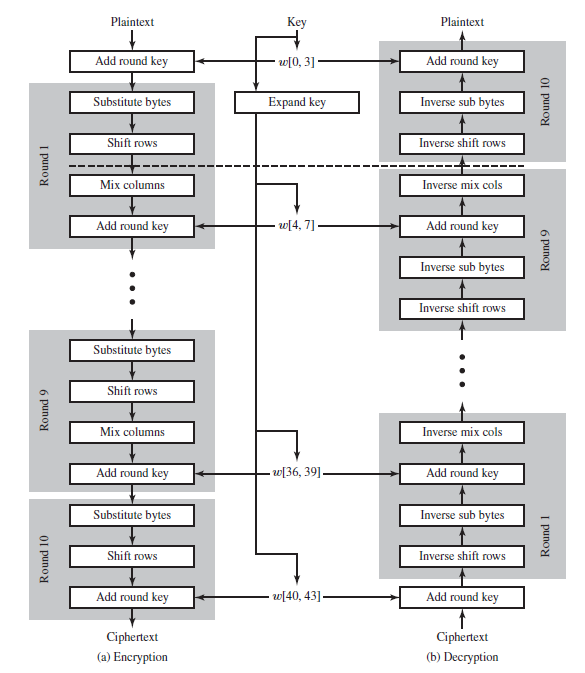 Plaintext
Key
Plaintext
Add round key
w[0, 3]
Add round key
Round 1
Substitute bytes
Expand key
Inverse sub bytes
Round 10
Shift rows
Inverse shift rows
Mix columns
Inverse mix cols
Add round key
w[4, 7]
Add round key
Round 9
Inverse sub bytes
Inverse shift rows
Round 9
Substitute bytes
Shift rows
Mix columns
Inverse mix cols
Add round key
w[36, 39]
Add round key
Round 1
Round 10
Substitute bytes
Inverse sub bytes
Shift rows
Inverse shift rows
Add round key
w[40, 43]
Add round key
Ciphertext
Ciphertext
(a) Encryption
(b) Decryption